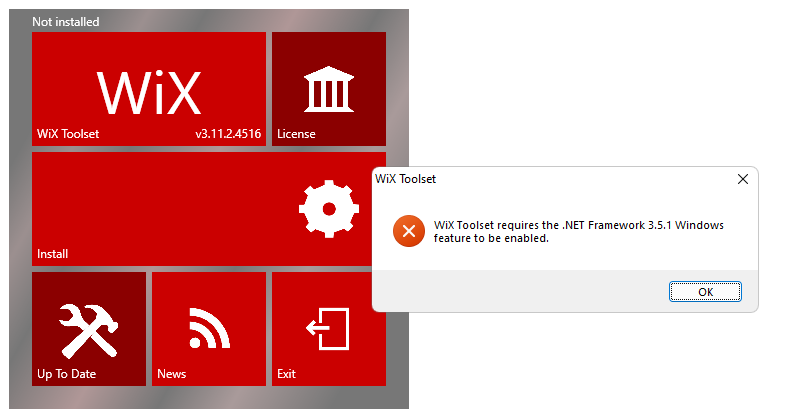 Not installed
WiX
WiX Toolset v3.11.2.4516
License
Install
Up To Date
News
Exit
WiX Toolset
WiX Toolset requires the .NET Framework 3.5.1 Windows
feature to be enabled.
OK